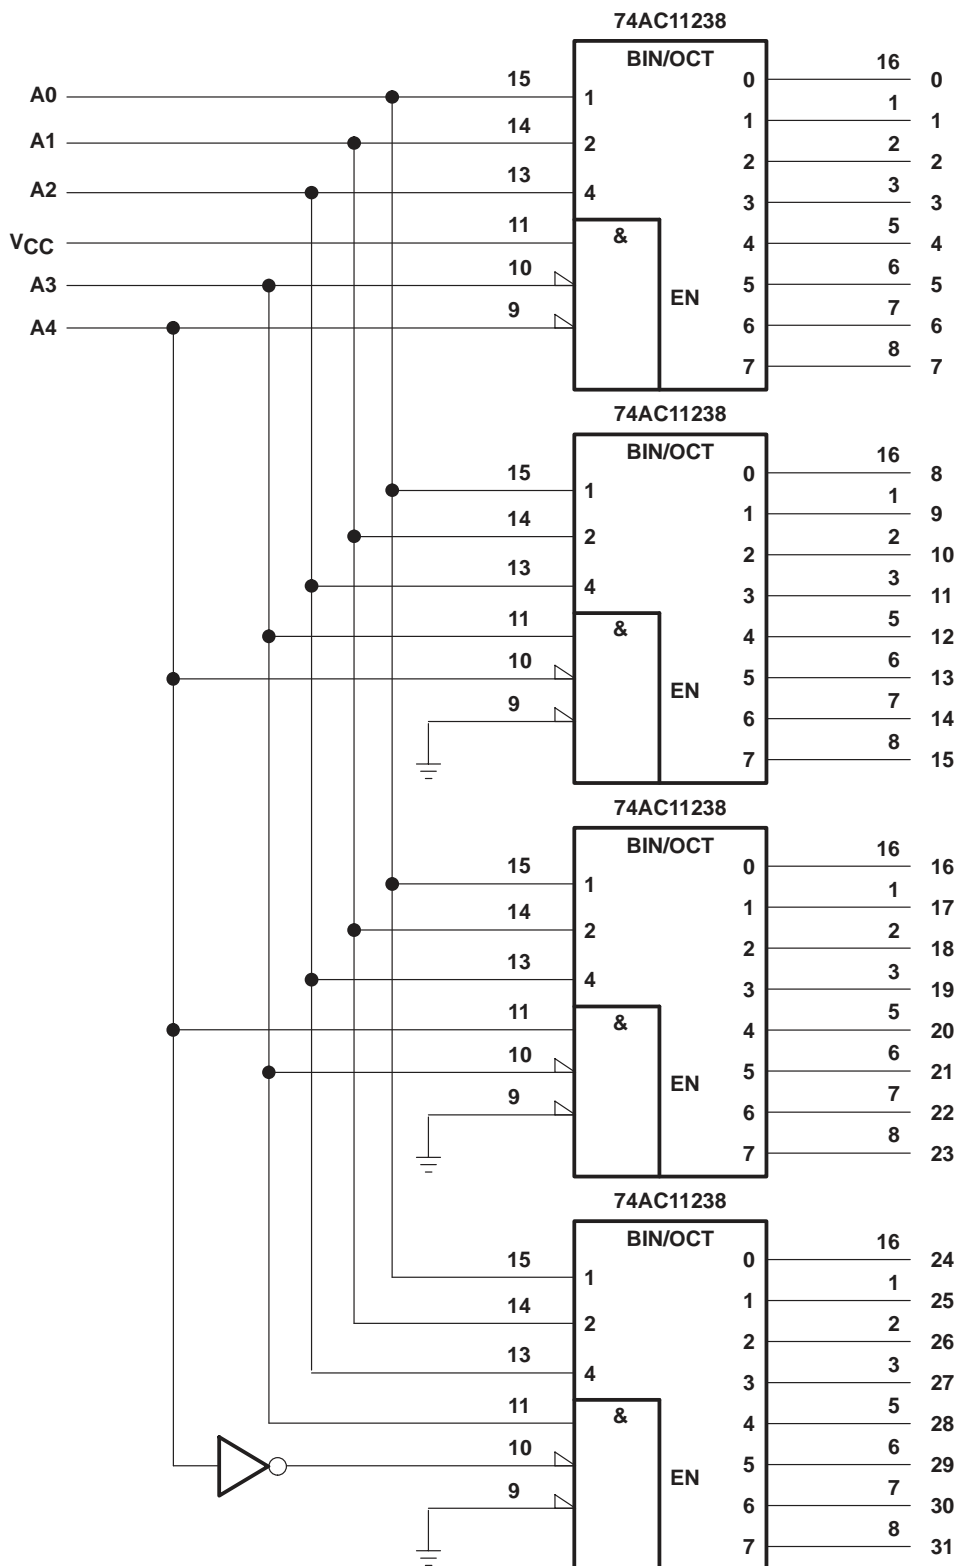 74AC11238
BIN/OCT
A0 15 1 0 16 0
1 1 1
A1 14 2
2 2 2
A2 13 4
3 3 3
VCC 11 & 4 5 4
A3 10 EN 5 6 5
A4 9 6 7 6
7 8 7
74AC11238
BIN/OCT
15 1 0 16 8
1 1 9
14 2
2 2 10
13 4
3 3 11
11 & 4 5 12
10 EN 5 6 13
9 6 7 14
7 8 15
74AC11238
BIN/OCT
15 1 0 16 16
1 1 17
14 2
2 2 18
13 4
3 3 19
11 & 4 5 20
10 EN 5 6 21
9 6 7 22
7 8 23
74AC11238
BIN/OCT
15 1 0 16 24
1 1 25
14 2
2 2 26
13 4
3 3 27
11 & 4 5 28
10 EN 5 6 29
9 6 7 30
7 8 31